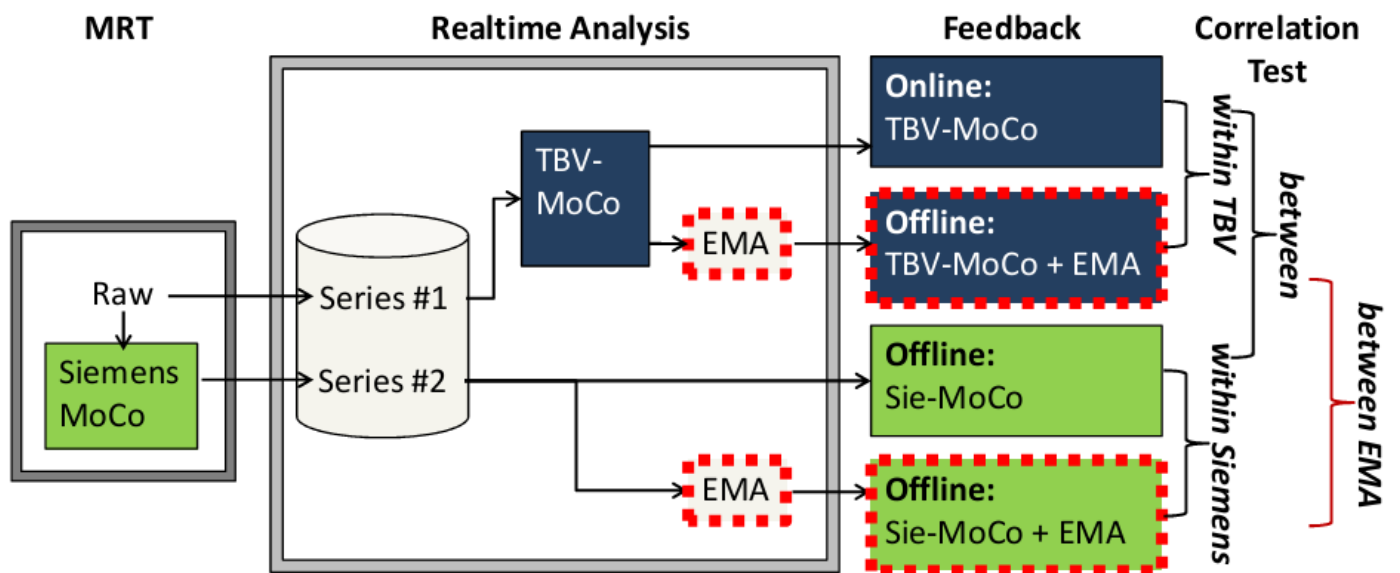 MRT
Realtime Analysis
Feedback
Correlation
Test
Raw
Siemens
MoCo
Series #1
Series #2
TBV-
MoCo
EMA
EMA
Online:
TBV-MoCo
Offline:
TBV-MoCo + EMA
Offline:
Sie-MoCo
Offline:
Sie-MoCo + EMA
within TBV
within Siemens
between
between EMA